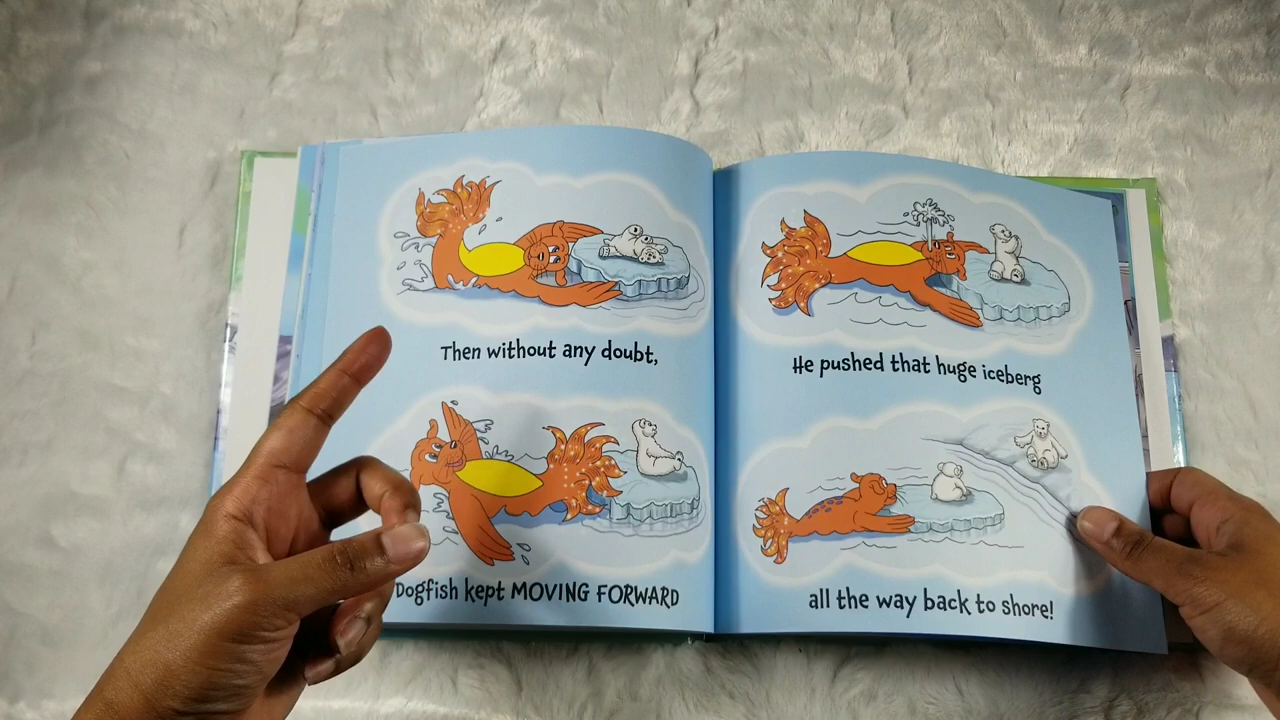 Then without any doubt,
Dogfish kept MOVING FORWARD
He pushed that huge iceberg
all the way back to shore!